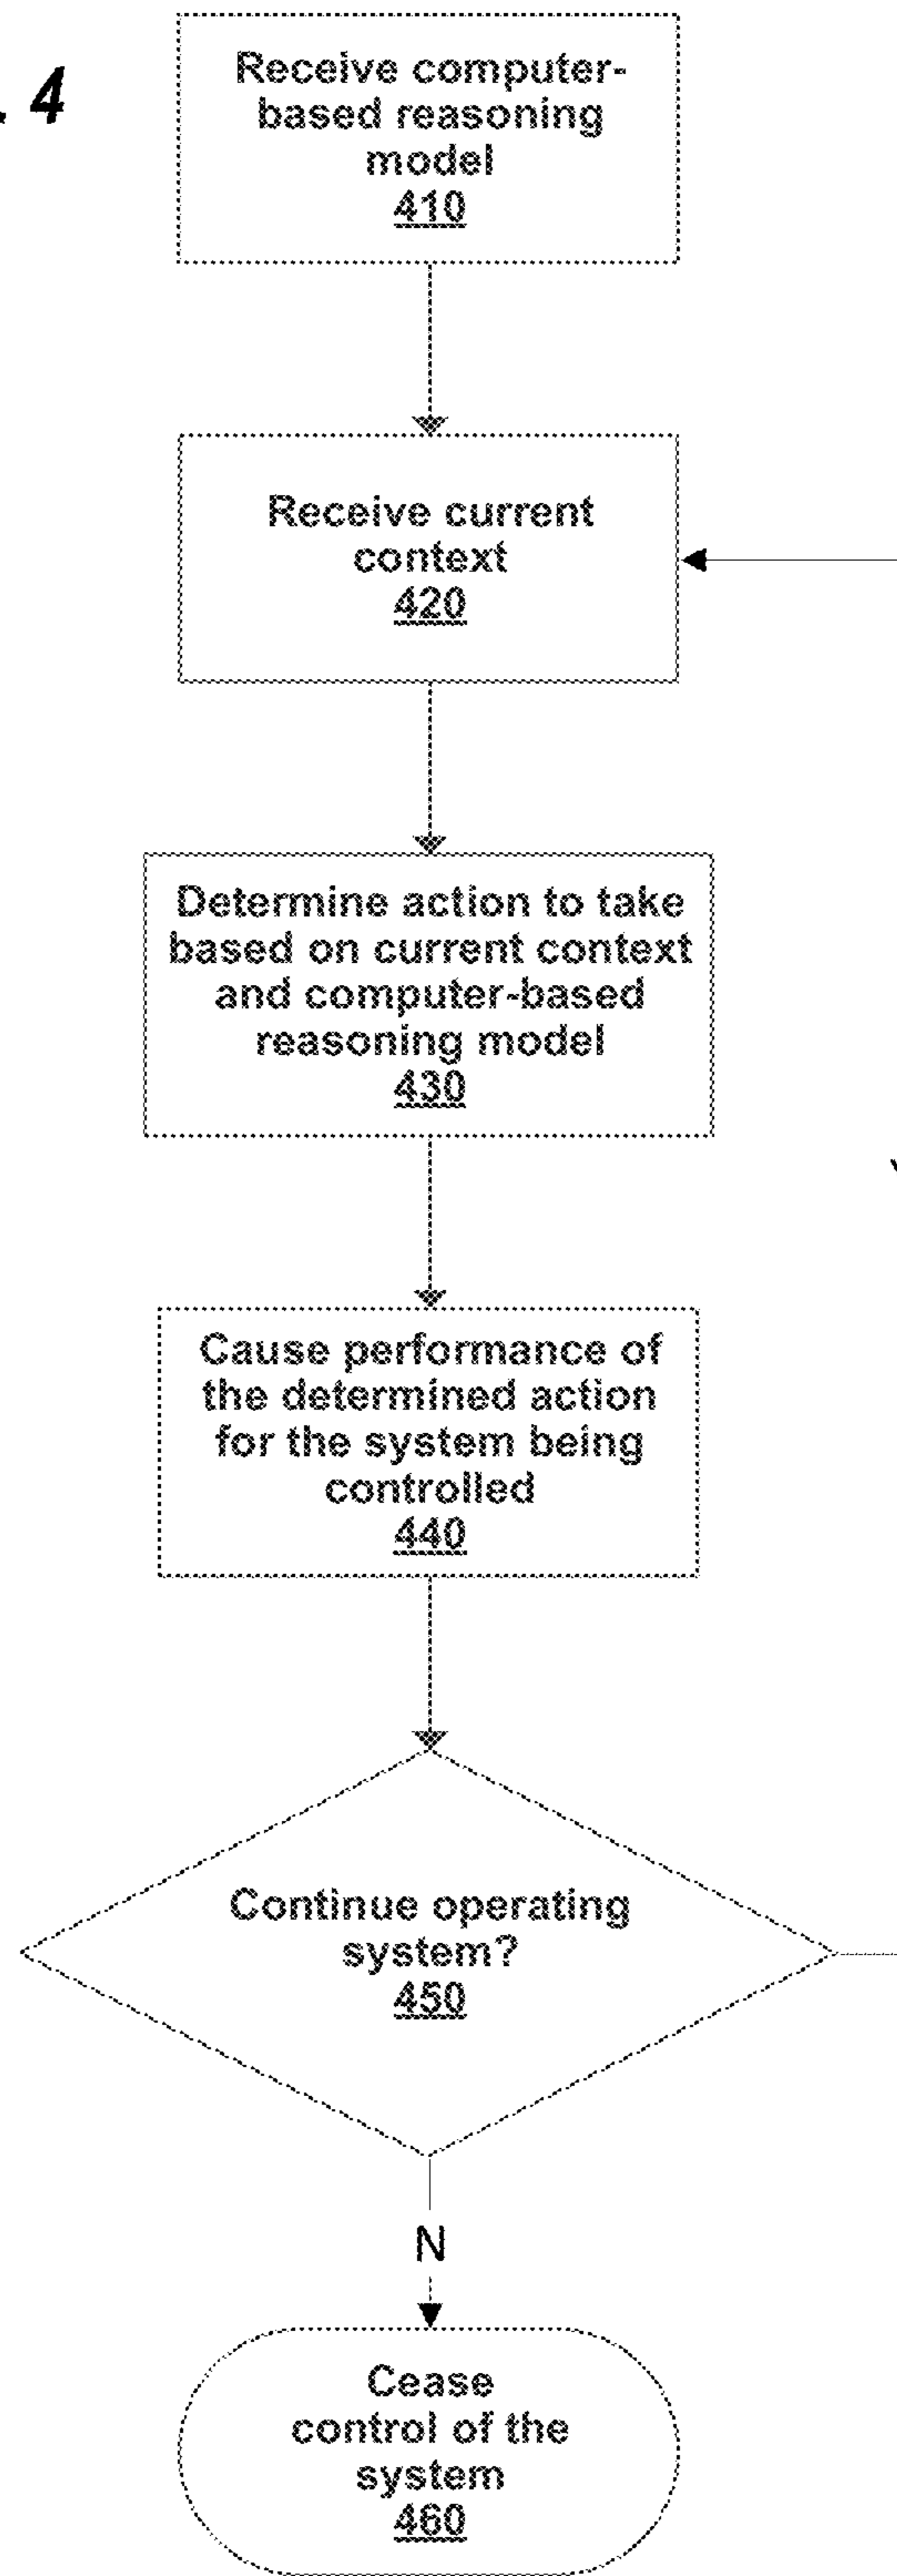 . 4
Receive computer-
based reasoning
model
410
Receive current
context
420
Determine action to take
based on current context
and computer-based
reasoning model
430
Cause performance of
the determined action
for the system being
controlled
440
Continue operating
system?
450
N
Cease
control of the
system
460